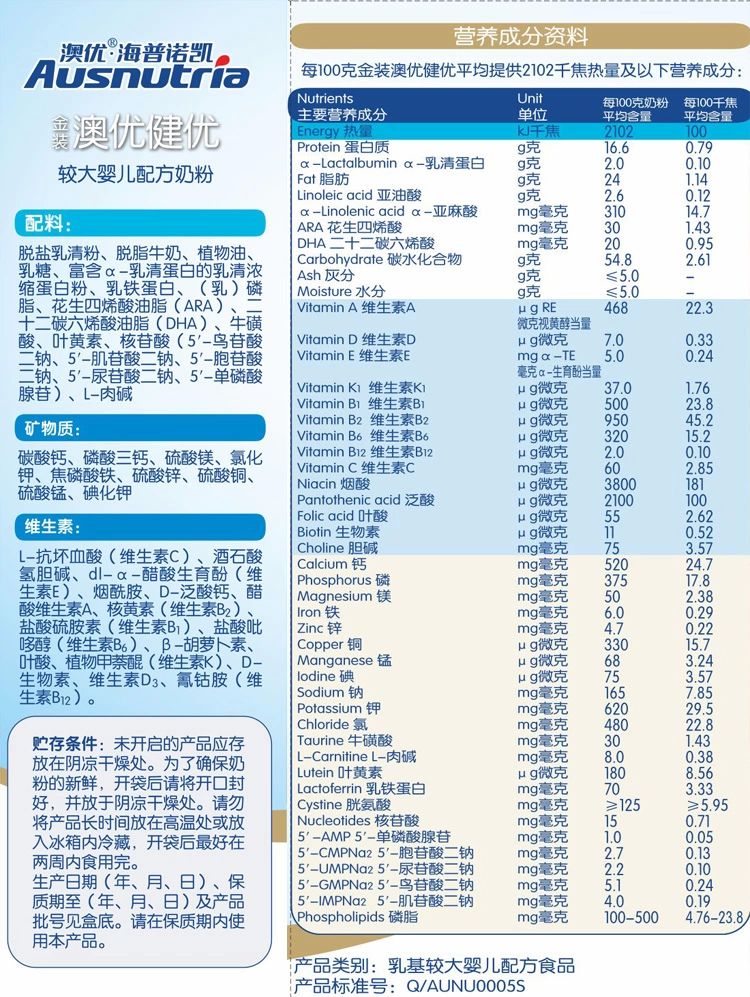 澳优®海普诺凯
Ausnutria
金装 澳优健优
较大婴儿配方奶粉
配料：
脱盐乳清粉、脱脂牛奶、植物油、
乳糖、富含α-乳清蛋白的乳清浓
缩蛋白粉、乳铁蛋白、（乳）磷
脂、花生四烯酸油脂（ARA）、二
十二碳六烯酸油脂（DHA）、牛磺
酸、叶黄素、核苷酸（5′-鸟苷酸
二钠、5′-肌苷酸二钠、5′-胞苷酸
二钠、5′-尿苷酸二钠、5′-单磷酸
腺苷）、L-肉碱
矿物质：
碳酸钙、磷酸三钙、硫酸镁、氯化
钾、焦磷酸铁、硫酸锌、硫酸铜、
硫酸锰、碘化钾
维生素：
L-抗坏血酸（维生素C）、酒石酸
氢胆碱、dl-α-醋酸生育酚（维
生素E）、烟酰胺、D-泛酸钙、醋
酸维生素A、核黄素（维生素B₂）、
盐酸硫胺素（维生素B₁）、盐酸吡
哆醇（维生素B₆）、β-胡萝卜素、
叶酸、植物甲萘醌（维生素K）、D-
生物素、维生素D₃、氰钴胺（维
生素B₁₂）。
贮存条件：未开启的产品应存
放在阴凉干燥处。为了确保奶
粉的新鲜，开袋后请将开口封
好，并放于阴凉干燥处。请勿
将产品长时间放在高温处或放
入冰箱内冷藏，开袋后最好在
两周内食用完。
生产日期（年、月、日）、保
质期至（年、月、日）及产品
批号见盒底。请在保质期内使
用本产品。
营养成分资料
每100克金装澳优健优平均提供2102千焦热量及以下营养成分：
Nutrients Unit 每100克奶粉 每100千焦
主要营养成分 单位 平均含量 平均含量
Energy 热量 kJ千焦 2102 100
Protein 蛋白质 g克 16.6 0.79
α-Lactalbumin α-乳清蛋白 g克 2.0 0.10
Fat 脂肪 g克 24 1.14
Linoleic acid 亚油酸 g克 2.6 0.12
α-Linolenic acid α-亚麻酸 mg毫克 310 14.7
ARA 花生四烯酸 mg毫克 30 1.43
DHA 二十二碳六烯酸 mg毫克 20 0.95
Carbohydrate 碳水化合物 g克 54.8 2.61
Ash 灰分 g克 ≤5.0 –
Moisture 水分 g克 ≤5.0 –
Vitamin A 维生素A μg RE 468 22.3
微克视黄醇当量
Vitamin D 维生素D μg微克 7.0 0.33
Vitamin E 维生素E mg α-TE 5.0 0.24
毫克α-生育酚当量
Vitamin K₁ 维生素K₁ μg微克 37.0 1.76
Vitamin B₁ 维生素B₁ μg微克 500 23.8
Vitamin B₂ 维生素B₂ μg微克 950 45.2
Vitamin B₆ 维生素B₆ μg微克 320 15.2
Vitamin B₁₂ 维生素B₁₂ μg微克 2.0 0.10
Vitamin C 维生素C mg毫克 60 2.85
Niacin 烟酸 μg微克 3800 181
Pantothenic acid 泛酸 μg微克 2100 100
Folic acid 叶酸 μg微克 55 2.62
Biotin 生物素 μg微克 11 0.52
Choline 胆碱 mg毫克 75 3.57
Calcium 钙 mg毫克 520 24.7
Phosphorus 磷 mg毫克 375 17.8
Magnesium 镁 mg毫克 50 2.38
Iron 铁 mg毫克 6.0 0.29
Zinc 锌 mg毫克 4.7 0.22
Copper 铜 μg微克 330 15.7
Manganese 锰 μg微克 68 3.24
Iodine 碘 μg微克 75 3.57
Sodium 钠 mg毫克 165 7.85
Potassium 钾 mg毫克 620 29.5
Chloride 氯 mg毫克 480 22.8
Taurine 牛磺酸 mg毫克 30 1.43
L-Carnitine L-肉碱 mg毫克 8.0 0.38
Lutein 叶黄素 μg微克 180 8.56
Lactoferrin 乳铁蛋白 mg毫克 70 3.33
Cystine 胱氨酸 mg毫克 ≥125 ≥5.95
Nucleotides 核苷酸 mg毫克 15 0.71
5′-AMP 5′-单磷酸腺苷 mg毫克 1.0 0.05
5′-CMPNa2 5′-胞苷酸二钠 mg毫克 2.7 0.13
5′-UMPNa2 5′-尿苷酸二钠 mg毫克 2.2 0.10
5′-GMPNa2 5′-鸟苷酸二钠 mg毫克 5.1 0.24
5′-IMPNa2 5′-肌苷酸二钠 mg毫克 4.0 0.19
Phospholipids 磷脂 mg毫克 100-500 4.76-23.8
产品类别：乳基较大婴儿配方食品
产品标准号：Q/AUNU0005S